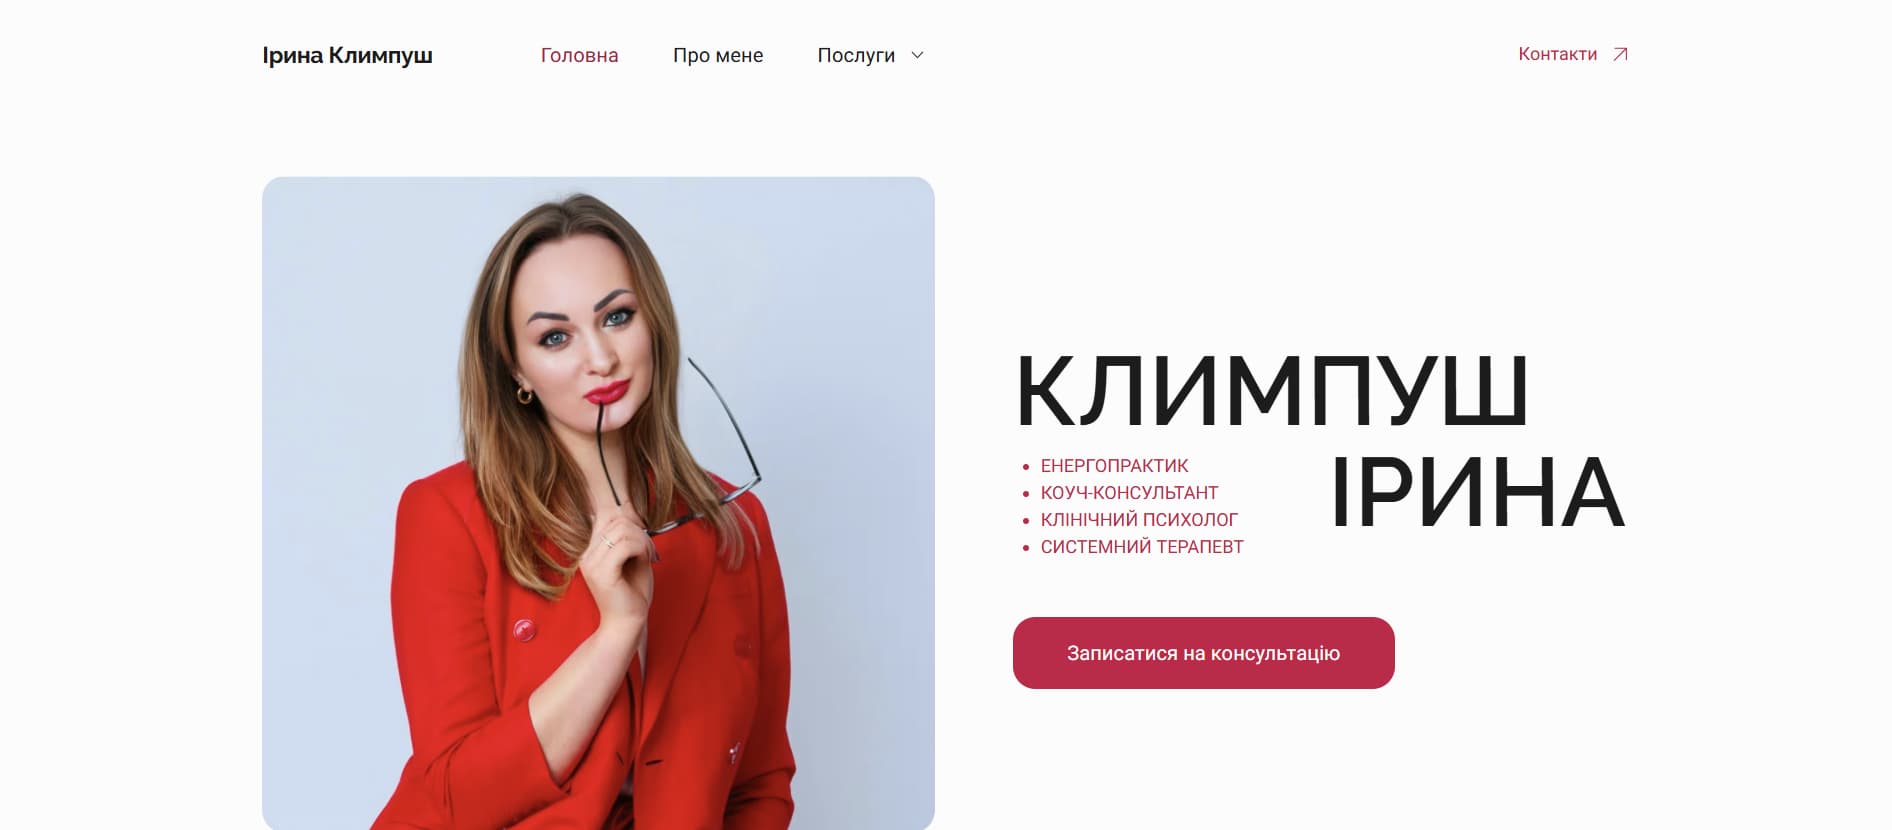 Ірина Климпуш
Головна
Про мене
Послуги
Контакти
КЛИМПУШ
ІРИНА
ЕНЕРГОПРАКТИК
КОУЧ-КОНСУЛЬТАНТ
КЛІНІЧНИЙ ПСИХОЛОГ
СИСТЕМНИЙ ТЕРАПЕВТ
Записатися на консультацію